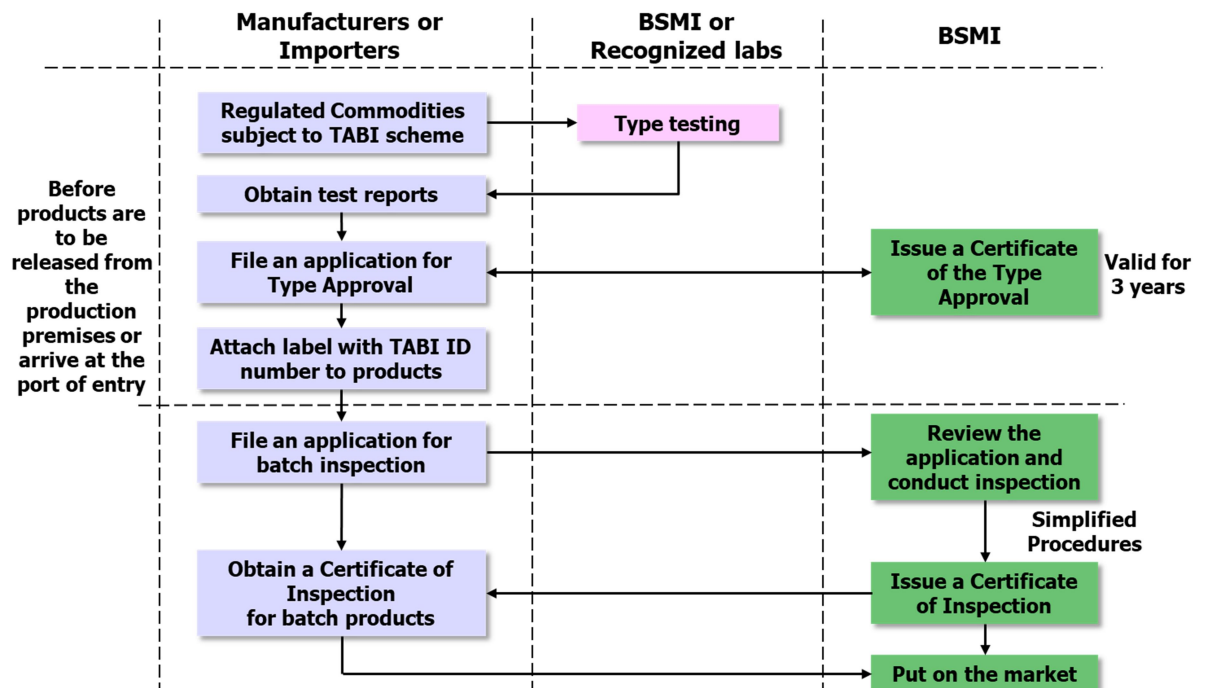 Manufacturers or
Importers
BSMI or
Recognized labs
BSMI
Before
products are
to be
released from
the
production
premises or
arrive at the
port of entry
Regulated Commodities
subject to TABI scheme
Type testing
Obtain test reports
File an application for
Type Approval
Issue a Certificate
of the Type
Approval
Valid for
3 years
Attach label with TABI ID
number to products
File an application for
batch inspection
Review the
application and
conduct inspection
Simplified
Procedures
Obtain a Certificate of
Inspection
for batch products
Issue a Certificate
of Inspection
Put on the market